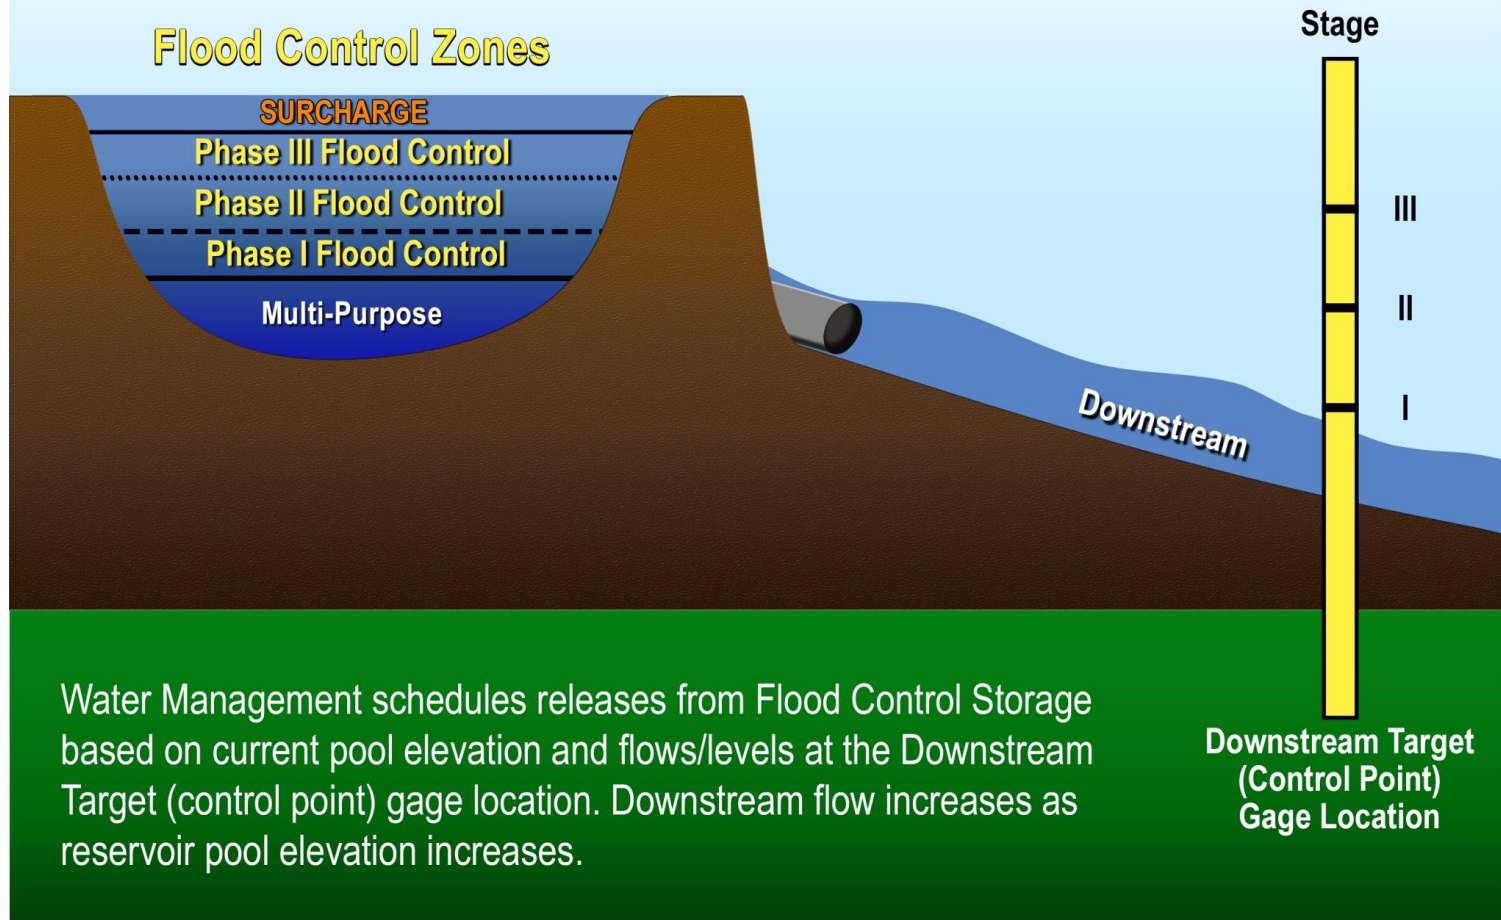 Flood Control Zones
SURCHARGE
Phase III Flood Control
Phase II Flood Control
Phase I Flood Control
Multi-Purpose
Downstream
Stage
III
II
I
Downstream Target
(Control Point)
Gage Location
Water Management schedules releases from Flood Control Storage
based on current pool elevation and flows/levels at the Downstream
Target (control point) gage location. Downstream flow increases as
reservoir pool elevation increases.